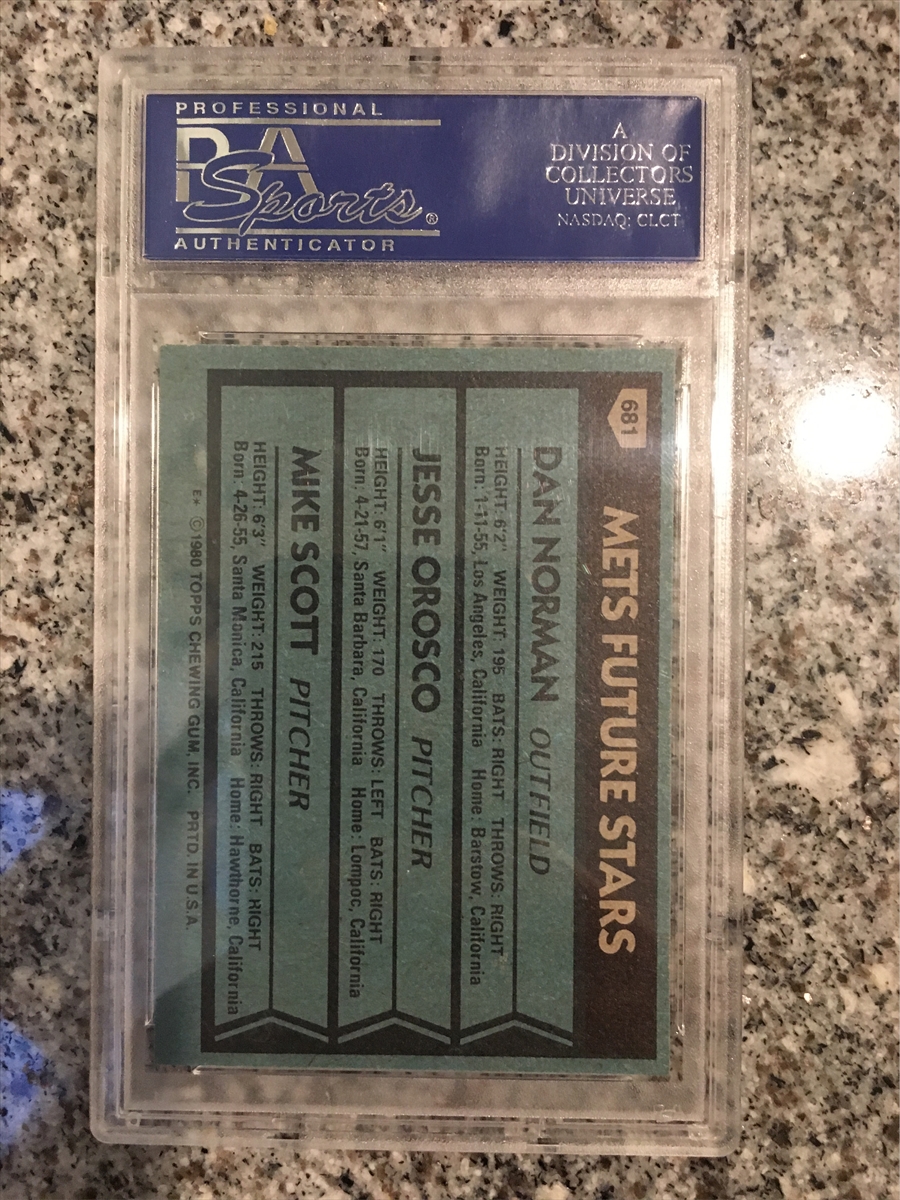 PROFESSIONAL
PSA
Sports®
AUTHENTICATOR
A
DIVISION OF
COLLECTORS
UNIVERSE
NASDAQ: CLCT
681
METS FUTURE STARS
DAN NORMAN OUTFIELD
HEIGHT: 6'2" WEIGHT: 195 BATS: RIGHT THROWS: RIGHT
Born: 1-11-55, Los Angeles, California Home: Barstow, California
JESSE OROSCO PITCHER
HEIGHT: 6'1" WEIGHT: 170 THROWS: LEFT BATS: RIGHT
Born: 4-21-57, Santa Barbara, California Home: Lompoc, California
MIKE SCOTT PITCHER
HEIGHT: 6'3" WEIGHT: 215 THROWS: RIGHT BATS: RIGHT
Born: 4-26-55, Santa Monica, California Home: Hawthorne, California
E* ©1980 TOPPS CHEWING GUM, INC. PRTD. IN U.S.A.